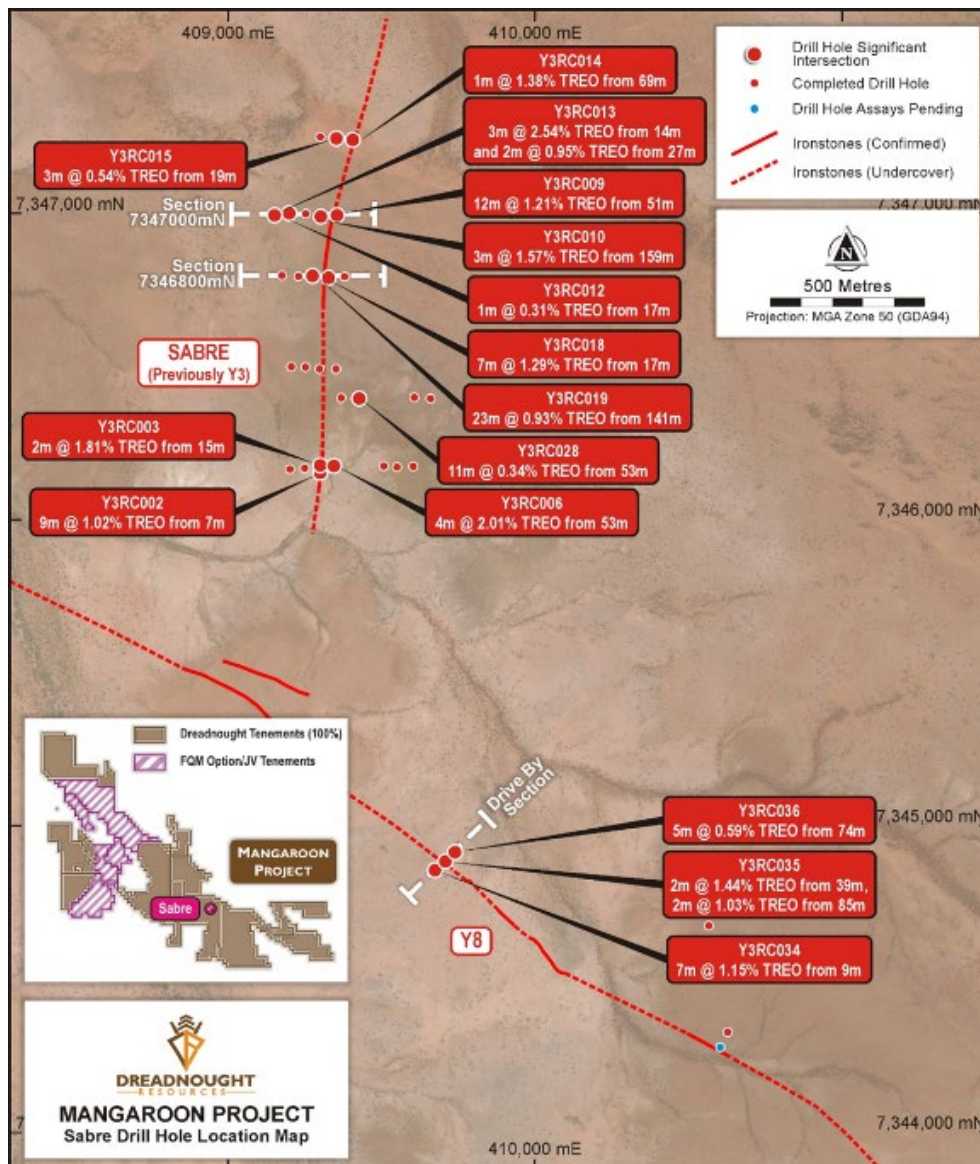 409,000 mE
410,000 mE
Y3RC014
1m @ 1.38% TREO from 69m
Y3RC013
3m @ 2.54% TREO from 14m
and 2m @ 0.95% TREO from 27m
Y3RC015
3m @ 0.54% TREO from 19m
Y3RC009
12m @ 1.21% TREO from 51m
7,347,000 mN
Section
7347000mN
Y3RC010
3m @ 1.57% TREO from 159m
Section
7346800mN
Y3RC012
1m @ 0.31% TREO from 17m
Y3RC018
7m @ 1.29% TREO from 17m
SABRE
(Previously Y3)
Y3RC019
23m @ 0.93% TREO from 141m
Y3RC003
2m @ 1.81% TREO from 15m
Y3RC028
11m @ 0.34% TREO from 53m
Y3RC002
9m @ 1.02% TREO from 7m
Y3RC006
4m @ 2.01% TREO from 53m
Drill Hole Significant
Intersection
Completed Drill Hole
Drill Hole Assays Pending
Ironstones (Confirmed)
Ironstones (Undercover)
7,347,000 mN
N
500 Metres
Projection: MGA Zone 50 (GDA94)
7,346,000 mN
Dreadnought Tenements (100%)
FQM Option/JV Tenements
MANGAROON
PROJECT
Sabre
Drive By
Section
Y3RC036
5m @ 0.59% TREO from 74m
7,345,000 mN
Y3RC035
2m @ 1.44% TREO from 39m,
2m @ 1.03% TREO from 85m
Y8
Y3RC034
7m @ 1.15% TREO from 9m
DREADNOUGHT
RESOURCES
MANGAROON PROJECT
Sabre Drill Hole Location Map
7,344,000 mN
410,000 mE